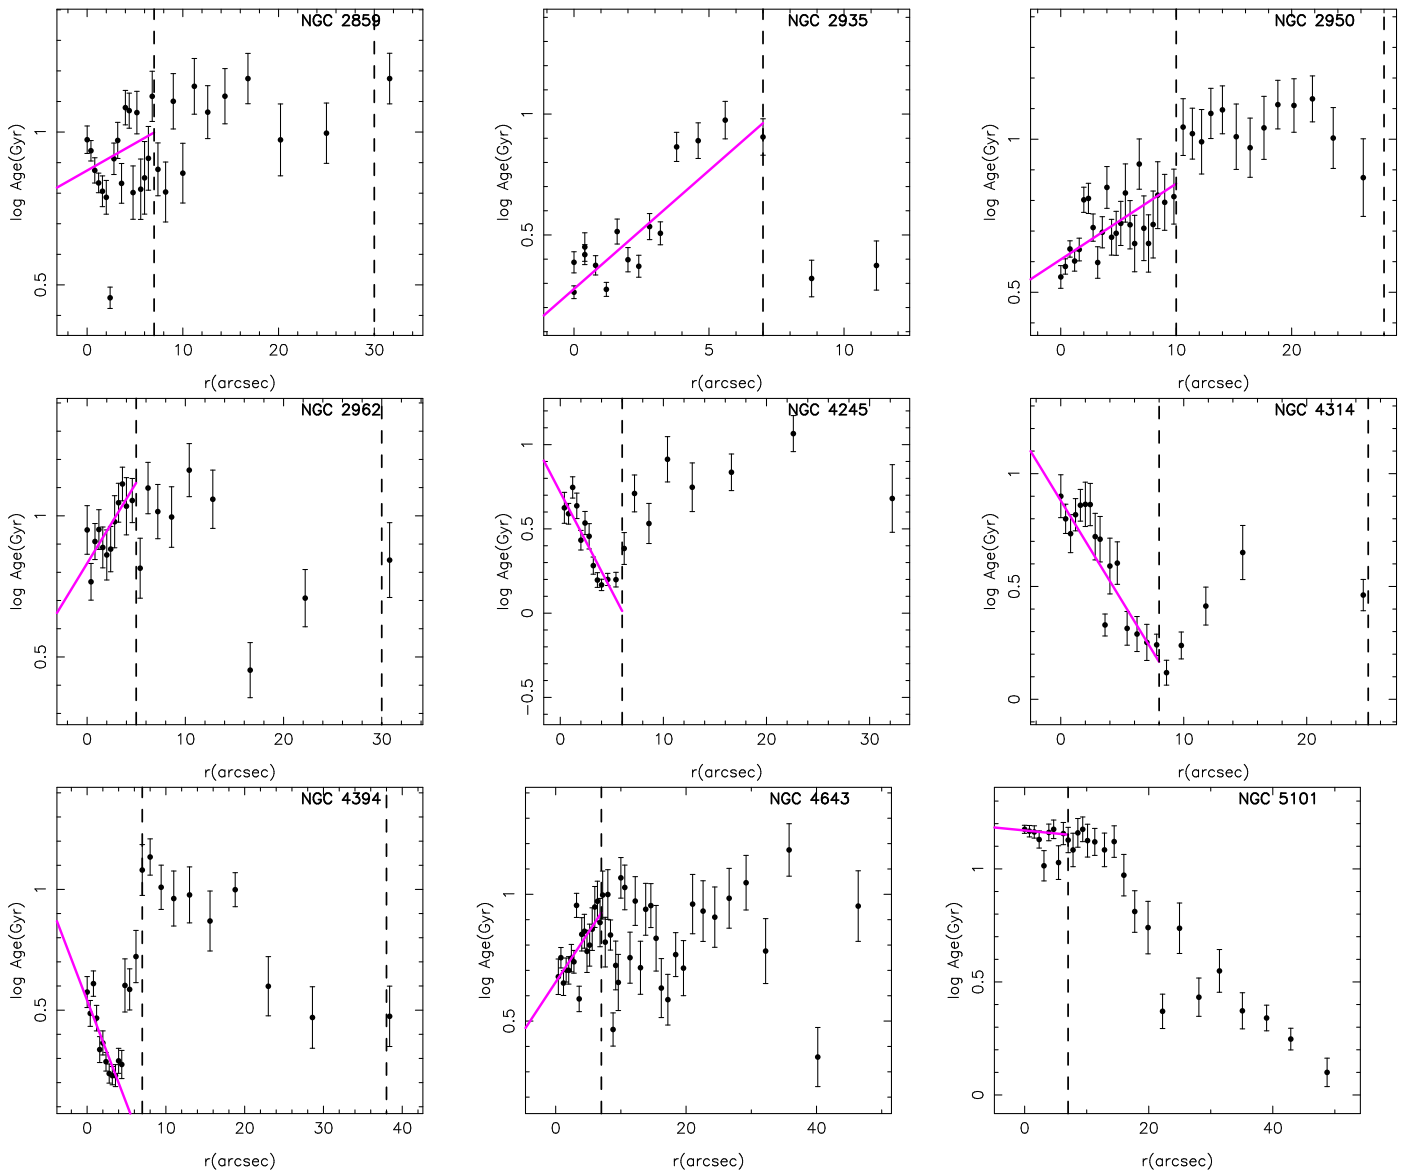 NGC 2859
log Age(Gyr)
1
0.5
0 10 20 30
r(arcsec)
NGC 2935
log Age(Gyr)
1
0.5
0 5 10
r(arcsec)
NGC 2950
log Age(Gyr)
1
0.5
0 10 20
r(arcsec)
NGC 2962
log Age(Gyr)
1
0.5
0 10 20 30
r(arcsec)
NGC 4245
log Age(Gyr)
1
0.5
0
−0.5
0 10 20 30
r(arcsec)
NGC 4314
log Age(Gyr)
1
0.5
0
0 10 20
r(arcsec)
NGC 4394
log Age(Gyr)
1
0.5
0 10 20 30 40
r(arcsec)
NGC 4643
log Age(Gyr)
1
0.5
0 20 40
r(arcsec)
NGC 5101
log Age(Gyr)
1
0.5
0
0 20 40
r(arcsec)